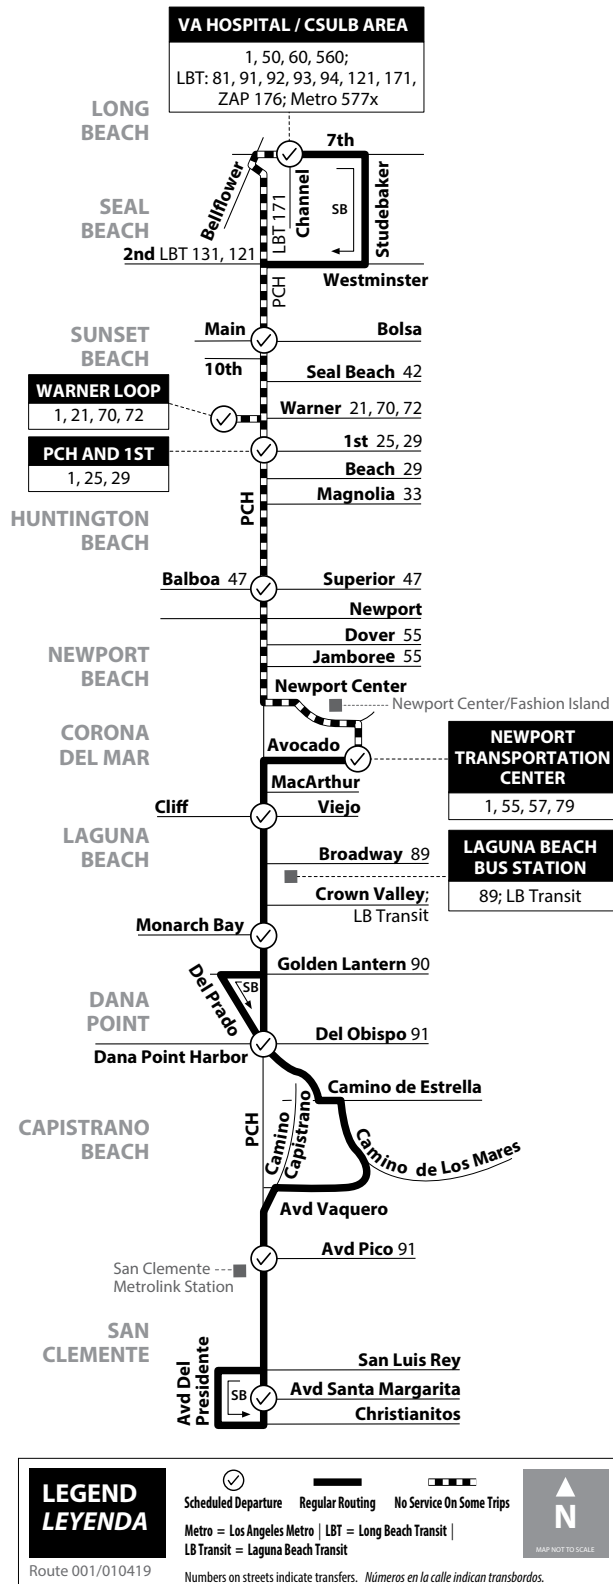 VA HOSPITAL / CSULB AREA
1, 50, 60, 560;
LBT: 81, 91, 92, 93, 94, 121, 171,
ZAP 176; Metro 577x
LONG
BEACH
7th
Bellflower
LBT 171
Channel
SB
Studebaker
SEAL
BEACH
2nd LBT 131, 121
Westminster
PCH
SUNSET
BEACH
Main
Bolsa
10th
Seal Beach 42
WARNER LOOP
1, 21, 70, 72
Warner 21, 70, 72
PCH AND 1ST
1, 25, 29
1st 25, 29
Beach 29
Magnolia 33
PCH
HUNTINGTON
BEACH
Balboa 47
Superior 47
Newport
Dover 55
Jamboree 55
NEWPORT
BEACH
Newport Center
Newport Center/Fashion Island
CORONA
DEL MAR
Avocado
NEWPORT
TRANSPORTATION
CENTER
1, 55, 57, 79
MacArthur
Cliff
Viejo
LAGUNA
BEACH
Broadway 89
LAGUNA BEACH
BUS STATION
89; LB Transit
Crown Valley;
LB Transit
Monarch Bay
Golden Lantern 90
Del Prado
SB
DANA
POINT
Del Obispo 91
Dana Point Harbor
Camino de Estrella
PCH
Camino
Capistrano
CAPISTRANO
BEACH
Camino de Los Mares
Avd Vaquero
Avd Pico 91
San Clemente
Metrolink Station
SAN
CLEMENTE
San Luis Rey
Avd Del
Presidente
SB
Avd Santa Margarita
Christianitos
LEGEND
LEYENDA
Route 001/010419
Scheduled Departure
Regular Routing
No Service On Some Trips
Metro = Los Angeles Metro | LBT = Long Beach Transit |
LB Transit = Laguna Beach Transit
Numbers on streets indicate transfers. Números en la calle indican transbordos.
N
MAP NOT TO SCALE